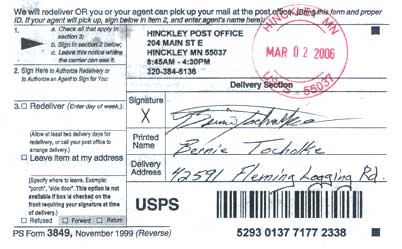 We will redeliver OR you or your agent can pick up your mail at the post office. (Bring this form and proper
ID. If your agent will pick up, sign below in item 2, and enter agent's name here):
1.
a. Check all that apply in section 3;
b. Sign in section 2 below;
c. Leave this notice where the carrier can see it.
HINCKLEY POST OFFICE
204 MAIN ST E
HINCKLEY MN 55037
8:45AM - 4:30PM
320-384-6136
HINCKLEY MN
MAR 02 2006
USPS - 55037
2. Sign Here to Authorize Redelivery or to Authorize an Agent to Sign for You:
Delivery Section
3. Redeliver (Enter day of week):
(Allow at least two delivery days for redelivery, or call your post office to arrange delivery.)
Leave item at my address
(Specify where to leave. Example: "porch", "side door". This option is not available if box is checked on the front requiring your signature at time of delivery.)
Refused Forward Return
Signature
X
Bernie Tocholke
Printed Name
Bernie Tocholke
Delivery Address
42591 Fleming Logging Rd.
USPS
5293 0137 7177 2338
PS Form 3849, November 1999 (Reverse)